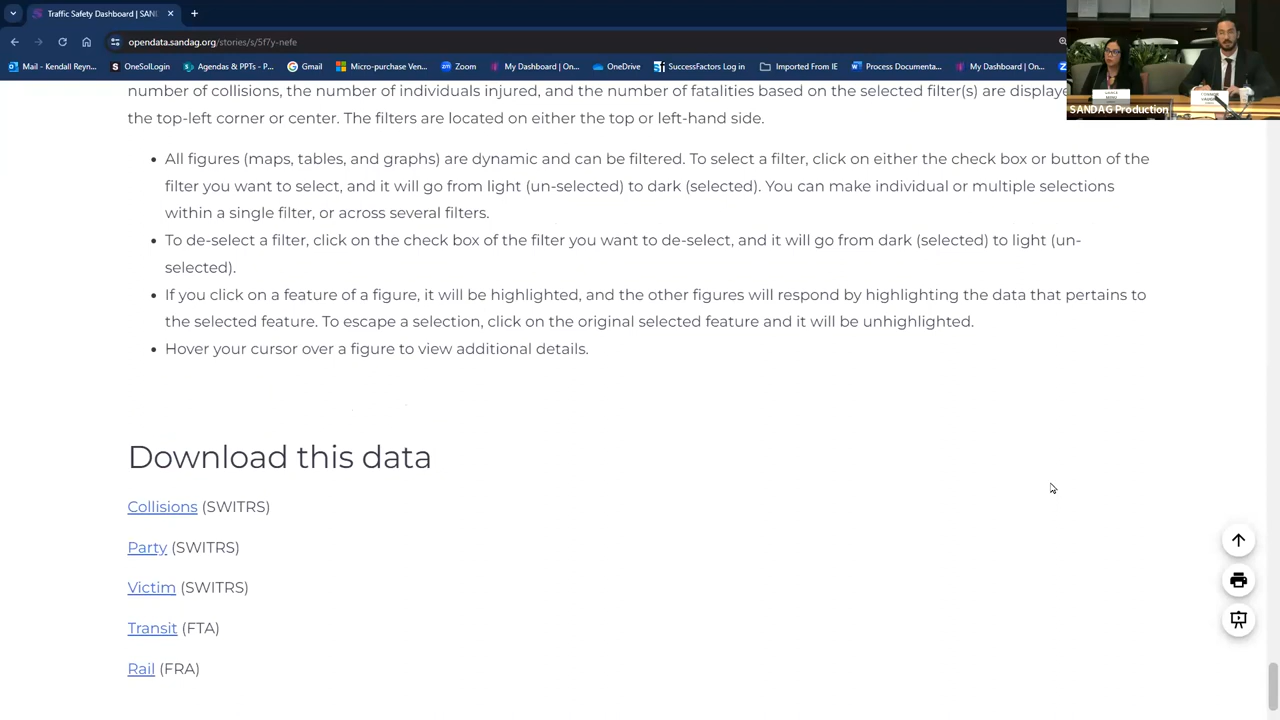 Traffic Safety Dashboard | SAN
opendata.sandag.org/stories/s/5f7y-nefe
Mail - Kendall Reyn... OneSolLogin Agendas & PPTs - P... Gmail Micro-purchase Zoom My Dashboard | On... OneDrive SuccessFactors Log in Imported From IE Process Documenta... My Dashboard | On...
SANDAG Production
number of collisions, the number of individuals injured, and the number of fatalities based on the selected filter(s) are displaye
the top-left corner or center. The either the top or left-hand side.
All figures (maps, tables, and graphs) are dynamic and can be filtered. To select a filter, click on either the check box or button of the
filter you want to select, and it will go from light (un-selected) to dark (selected). You can make individual or multiple selections
within a single filter, or across several filters.
To de-select a filter, click on the check box of the filter you want to de-select, and it will go from dark (selected) to light (un-
selected).
If you click on a feature of a figure, it will be highlighted, and the other figures will respond by highlighting the data that pertains to
the selected feature. To escape a selection, click on the original selected feature and it will be unhighlighted.
Hover your cursor over a figure to view additional details.
Download this data
Collisions (SWITRS)
Party (SWITRS)
Victim (SWITRS)
Transit (FTA)
Rail (FRA)